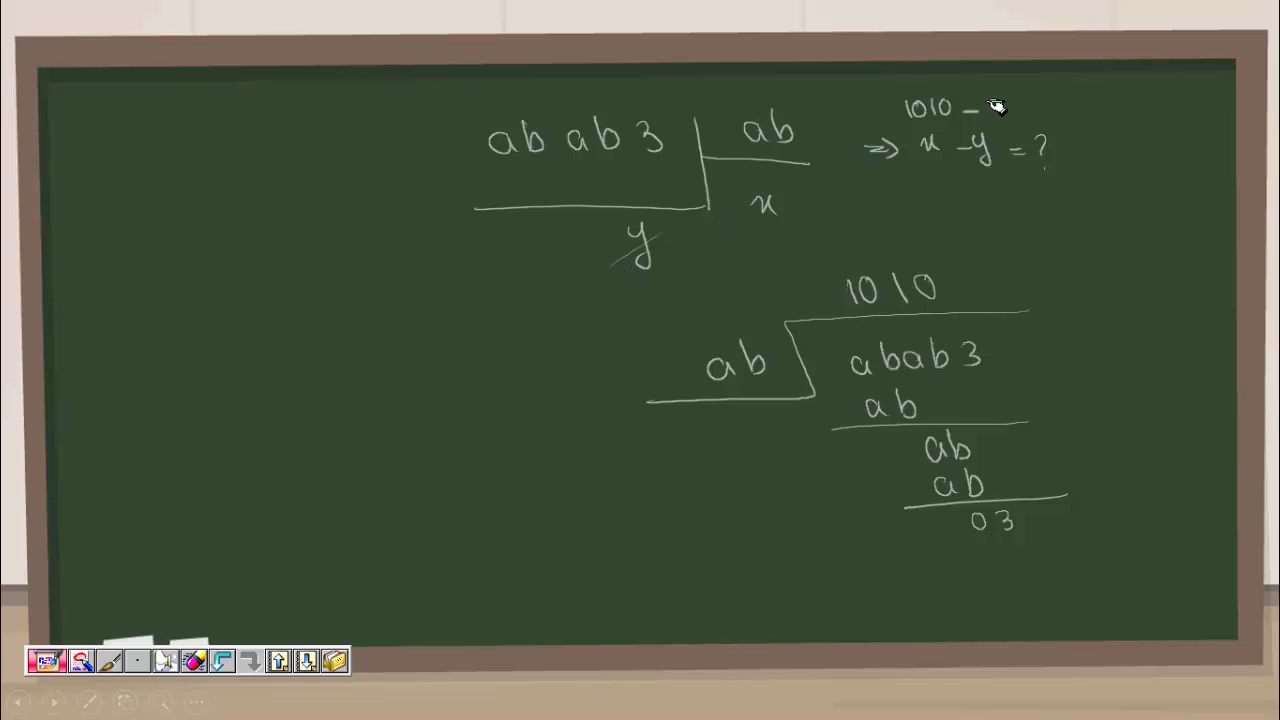 ab ab 3 ab
1010 -
⇒ x - y = ?
x
y
1010
ab abab3
ab
ab
ab
03